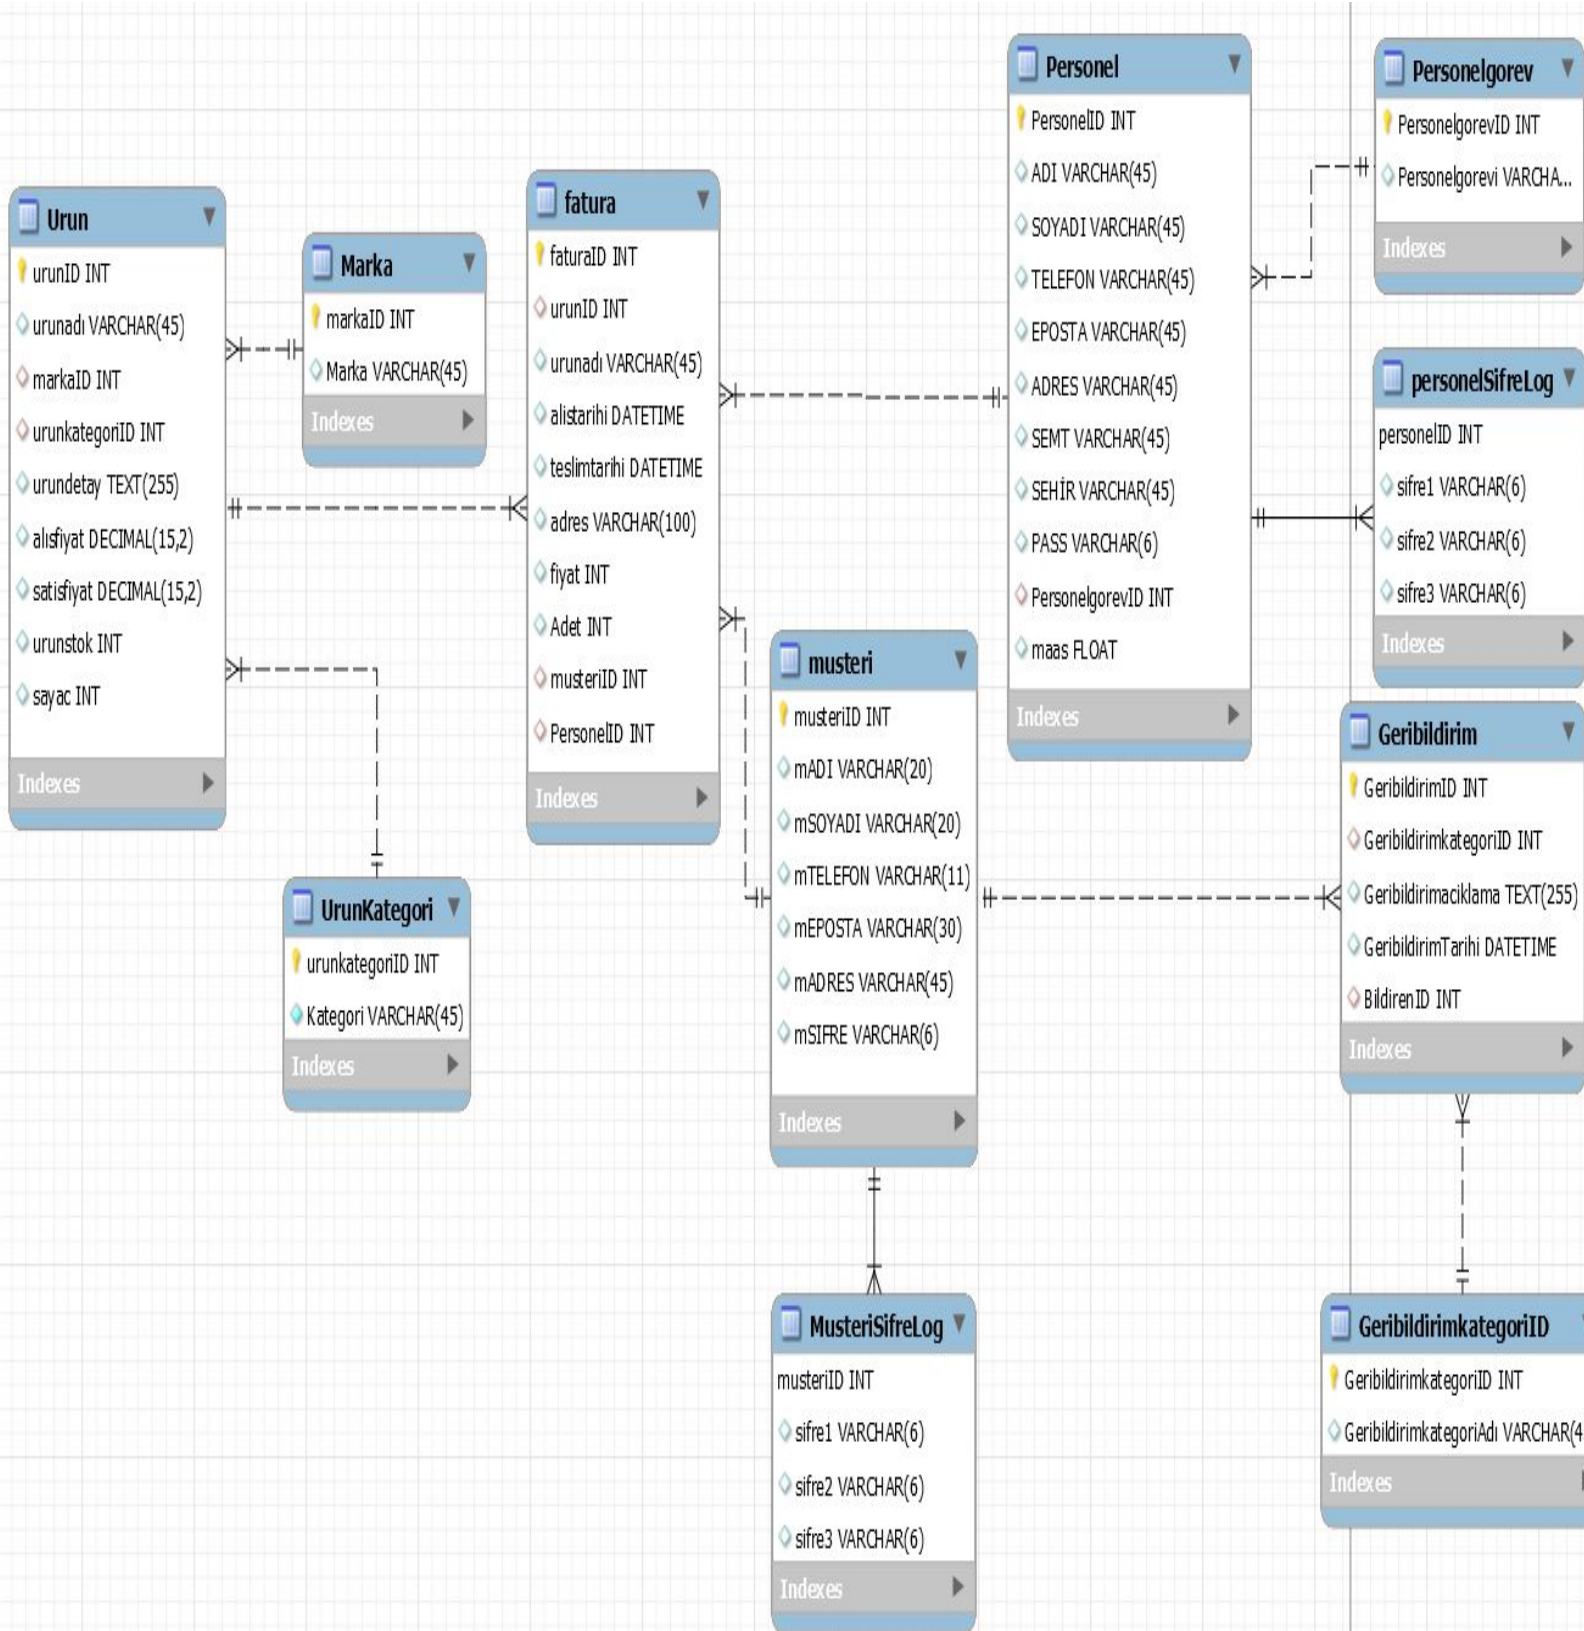 Urun
urunID INT
urunadı VARCHAR(45)
markaID INT
urunkategoriID INT
urundetay TEXT(255)
alısfiyat DECIMAL(15,2)
satisfiyat DECIMAL(15,2)
urunstok INT
sayac INT
Indexes
Marka
markaID INT
Marka VARCHAR(45)
Indexes
UrunKategori
urunkategoriID INT
Kategori VARCHAR(45)
Indexes
fatura
faturaID INT
urunID INT
urunadı VARCHAR(45)
alistarihi DATETIME
teslimtarihi DATETIME
adres VARCHAR(100)
fiyat INT
Adet INT
musteriID INT
PersonelID INT
Indexes
musteri
musteriID INT
mADI VARCHAR(20)
mSOYADI VARCHAR(20)
mTELEFON VARCHAR(11)
mEPOSTA VARCHAR(30)
mADRES VARCHAR(45)
mSIFRE VARCHAR(6)
Indexes
MusteriSifreLog
musteriID INT
sifre1 VARCHAR(6)
sifre2 VARCHAR(6)
sifre3 VARCHAR(6)
Indexes
Personel
PersonelID INT
ADI VARCHAR(45)
SOYADI VARCHAR(45)
TELEFON VARCHAR(45)
EPOSTA VARCHAR(45)
ADRES VARCHAR(45)
SEMT VARCHAR(45)
SEHİR VARCHAR(45)
PASS VARCHAR(6)
PersonelgorevID INT
maas FLOAT
Indexes
Personelgorev
PersonelgorevID INT
Personelgorevi VARCHA...
Indexes
personelSifreLog
personelID INT
sifre1 VARCHAR(6)
sifre2 VARCHAR(6)
sifre3 VARCHAR(6)
Indexes
Geribildirim
GeribildirimID INT
GeribildirimkategoriID INT
Geribildirimaciklama TEXT(255)
GeribildirimTarihi DATETIME
BildirenID INT
Indexes
GeribildirimkategoriID
GeribildirimkategoriID INT
GeribildirimkategoriAdı VARCHAR(4
Indexes